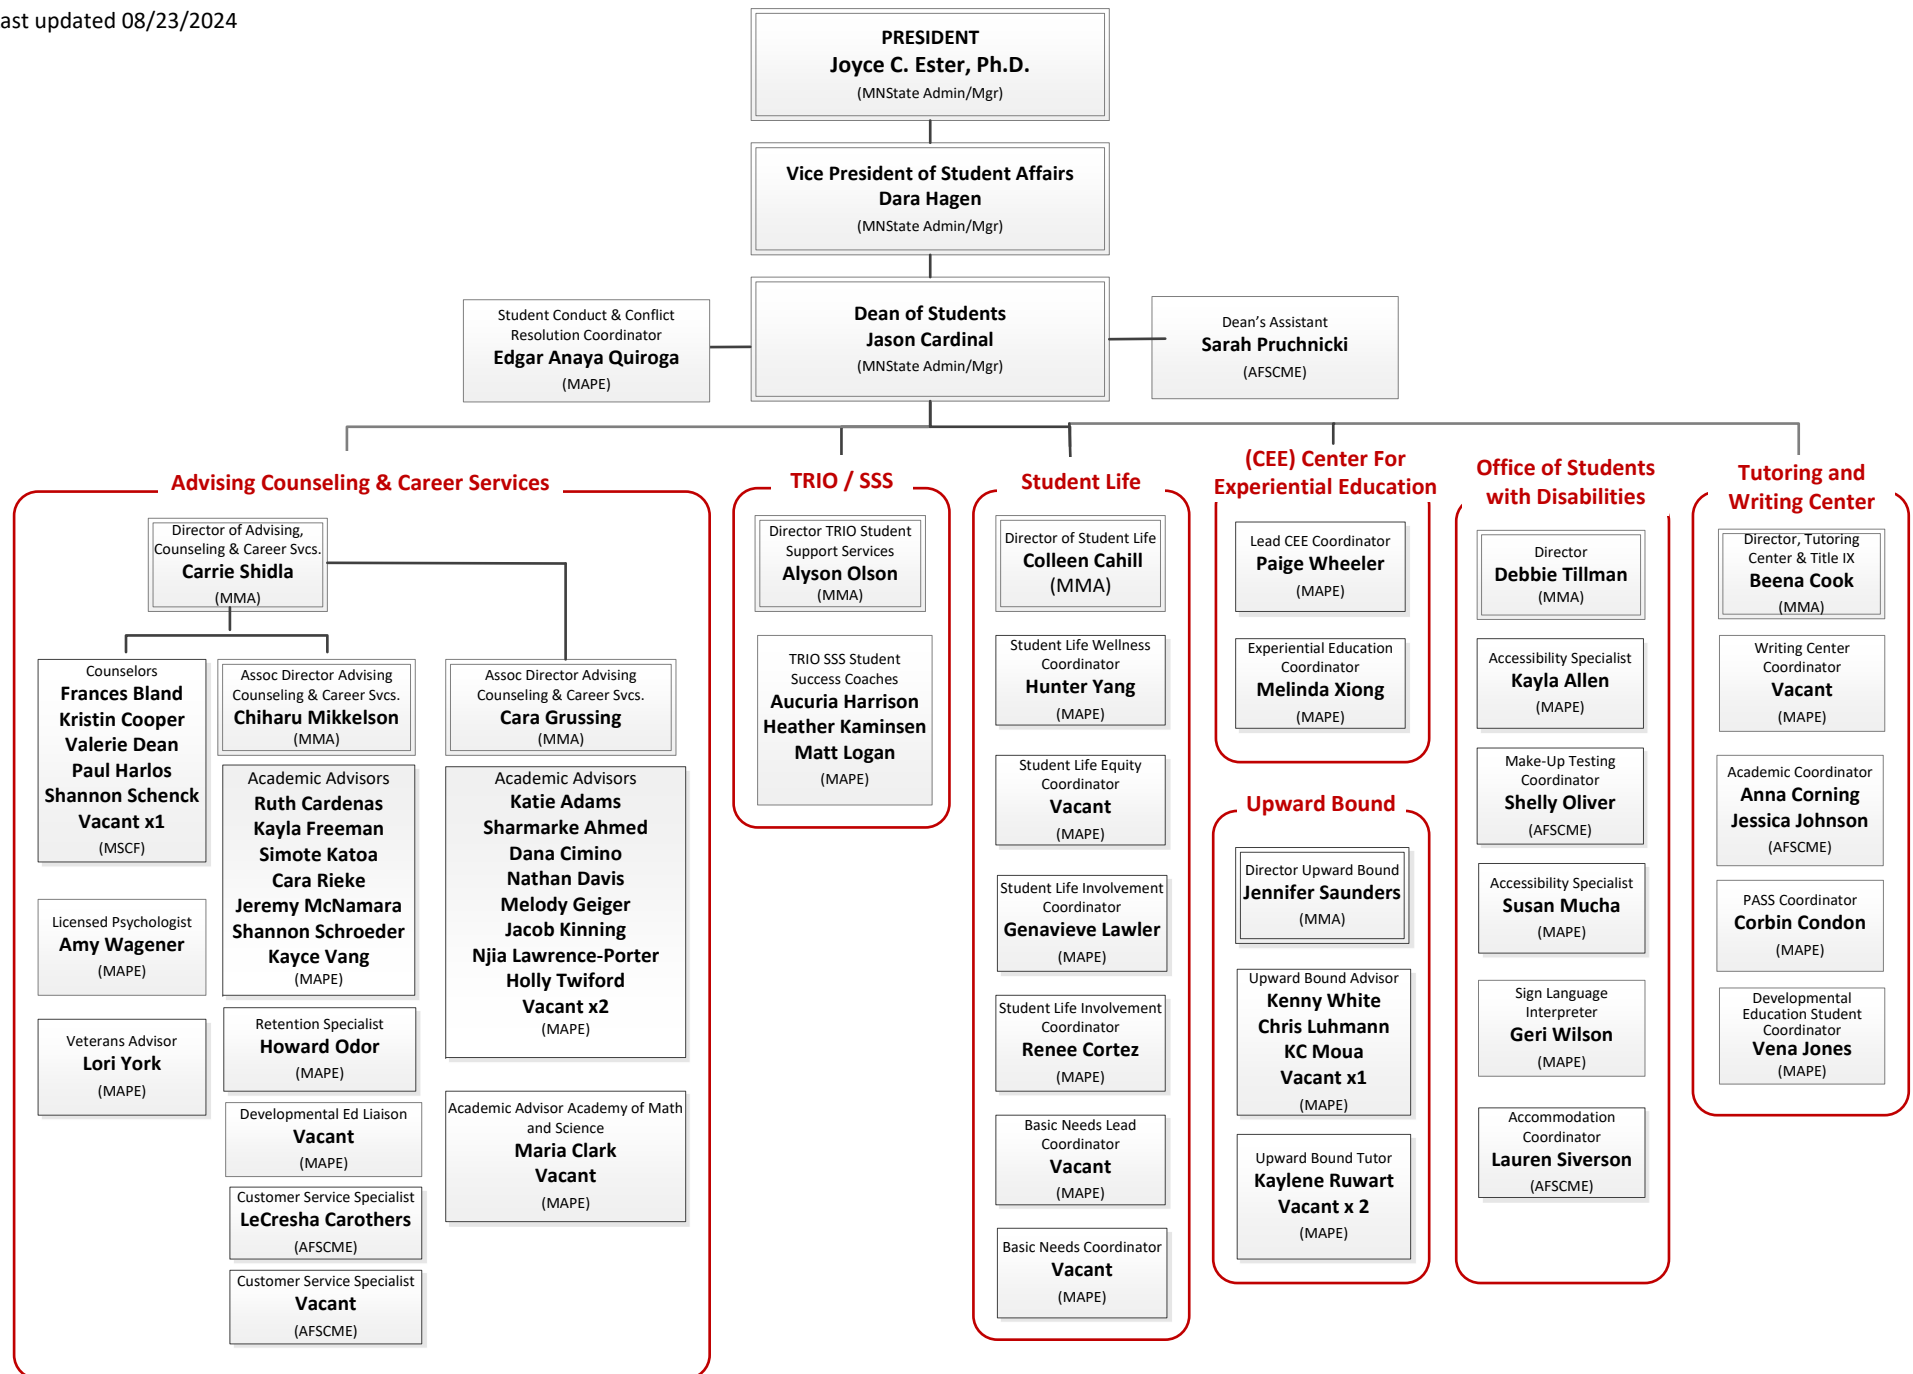 ast updated 08/23/2024
PRESIDENT
Joyce C. Ester, Ph.D.
(MNState Admin/Mgr)
Vice President of Student Affairs
Dara Hagen
(MNState Admin/Mgr)
Student Conduct & Conflict
Resolution Coordinator
Edgar Anaya Quiroga
(MAPE)
Dean of Students
Jason Cardinal
(MNState Admin/Mgr)
Dean's Assistant
Sarah Pruchnicki
(AFSCME)
Advising Counseling & Career Services
Director of Advising,
Counseling & Career Svcs.
Carrie Shidla
(MMA)
Counselors
Frances Bland
Kristin Cooper
Valerie Dean
Paul Harlos
Shannon Schenck
Vacant x1
(MSCF)
Licensed Psychologist
Amy Wagener
(MAPE)
Veterans Advisor
Lori York
(MAPE)
Assoc Director Advising
Counseling & Career Svcs.
Chiharu Mikkelson
(MMA)
Academic Advisors
Ruth Cardenas
Kayla Freeman
Simote Katoa
Cara Rieke
Jeremy McNamara
Shannon Schroeder
Kayce Vang
(MAPE)
Retention Specialist
Howard Odor
(MAPE)
Developmental Ed Liaison
Vacant
(MAPE)
Customer Service Specialist
LeCresha Carothers
(AFSCME)
Customer Service Specialist
Vacant
(AFSCME)
Assoc Director Advising
Counseling & Career Svcs.
Cara Grussing
(MMA)
Academic Advisors
Katie Adams
Sharmarke Ahmed
Dana Cimino
Nathan Davis
Melody Geiger
Jacob Kinning
Njia Lawrence-Porter
Holly Twiford
Vacant x2
(MAPE)
Academic Advisor Academy of Math
and Science
Maria Clark
Vacant
(MAPE)
TRIO / SSS
Director TRIO Student
Support Services
Alyson Olson
(MMA)
TRIO SSS Student
Success Coaches
Aucuria Harrison
Heather Kaminsen
Matt Logan
(MAPE)
Student Life
Director of Student Life
Colleen Cahill
(MMA)
Student Life Wellness
Coordinator
Hunter Yang
(MAPE)
Student Life Equity
Coordinator
Vacant
(MAPE)
Student Life Involvement
Coordinator
Genavieve Lawler
(MAPE)
Student Life Involvement
Coordinator
Renee Cortez
(MAPE)
Basic Needs Lead
Coordinator
Vacant
(MAPE)
Basic Needs Coordinator
Vacant
(MAPE)
(CEE) Center For
Experiential Education
Lead CEE Coordinator
Paige Wheeler
(MAPE)
Experiential Education
Coordinator
Melinda Xiong
(MAPE)
Upward Bound
Director Upward Bound
Jennifer Saunders
(MMA)
Upward Bound Advisor
Kenny White
Chris Luhmann
KC Moua
Vacant x1
(MAPE)
Upward Bound Tutor
Kaylene Ruwart
Vacant x 2
(MAPE)
Office of Students
with Disabilities
Director
Debbie Tillman
(MMA)
Accessibility Specialist
Kayla Allen
(MAPE)
Make-Up Testing
Coordinator
Shelly Oliver
(AFSCME)
Accessibility Specialist
Susan Mucha
(MAPE)
Sign Language
Interpreter
Geri Wilson
(MAPE)
Accommodation
Coordinator
Lauren Siverson
(AFSCME)
Tutoring and
Writing Center
Director, Tutoring
Center & Title IX
Beena Cook
(MMA)
Writing Center
Coordinator
Vacant
(MAPE)
Academic Coordinator
Anna Corning
Jessica Johnson
(AFSCME)
PASS Coordinator
Corbin Condon
(MAPE)
Developmental
Education Student
Coordinator
Vena Jones
(MAPE)